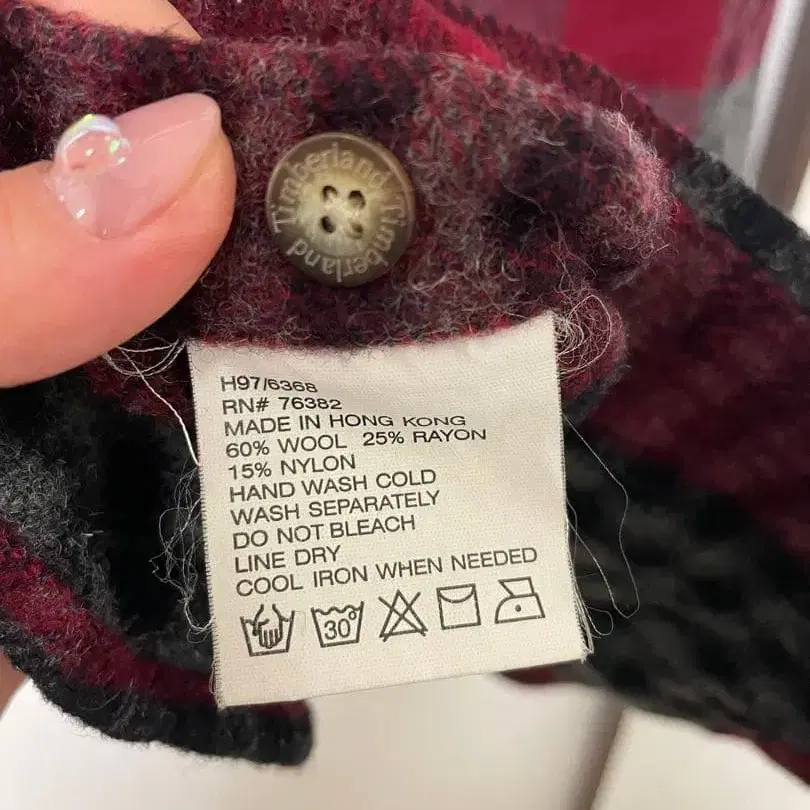 Timberland Timberland
H97/6368
RN# 76382
MADE IN HONG KONG
60% WOOL 25% RAYON
15% NYLON
HAND WASH COLD
WASH SEPARATELY
DO NOT BLEACH
LINE DRY
COOL IRON WHEN NEEDED
30°